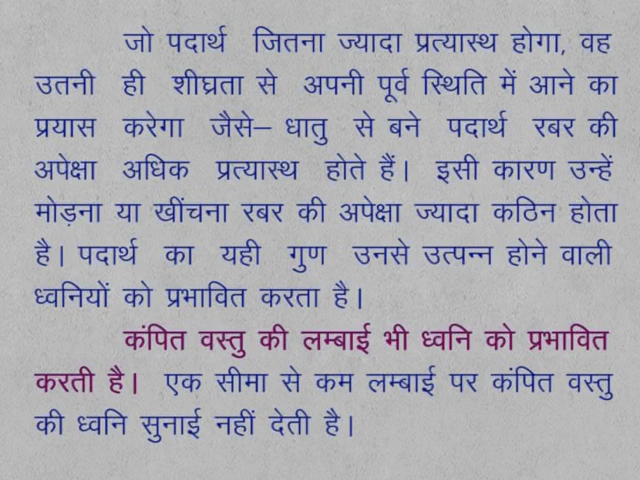 जो पदार्थ जितना ज्यादा प्रत्यास्थ होगा, वह
उतनी ही शीघ्रता से अपनी पूर्व स्थिति में आने का
प्रयास करेगा जैसे– धातु से बने पदार्थ रबर की
अपेक्षा अधिक प्रत्यास्थ होते हैं। इसी कारण उन्हें
मोड़ना या खींचना रबर की अपेक्षा ज्यादा कठिन होता
है। पदार्थ का यही गुण उनसे उत्पन्न होने वाली
ध्वनियों को प्रभावित करता है।
कंपित वस्तु की लम्बाई भी ध्वनि को प्रभावित
करती है। एक सीमा से कम लम्बाई पर कंपित वस्तु
की ध्वनि सुनाई नहीं देती है।